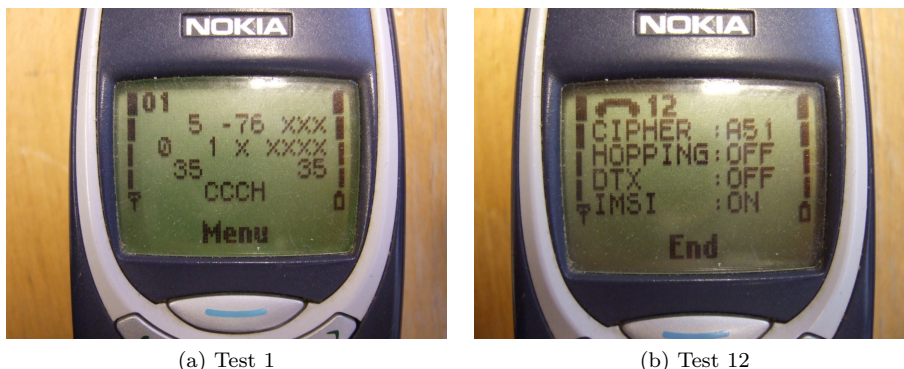 NOKIA
01
5 -76 xxx
0 1 x xxxx
35 35
CCCH
Menu
(a) Test 1
NOKIA
12
CIPHER :A51
HOPPING:OFF
DTX :OFF
IMSI :ON
End
(b) Test 12